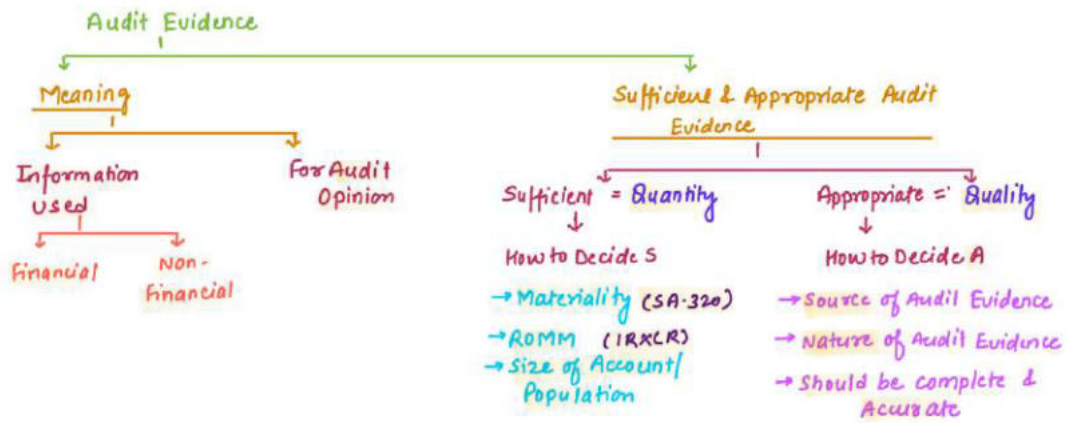 Audit Evidence
Meaning
Information
used
Financial
Non-
Financial
For Audit
Opinion
Sufficient & Appropriate Audit
Evidence
Sufficient = Quantity
How to Decide S
→ Materiality (SA-320)
→ ROMM (IRXCR)
→ Size of Account/
Population
Appropriate = Quality
How to Decide A
→ Source of Audit Evidence
→ Nature of Audit Evidence
→ Should be complete &
Accurate